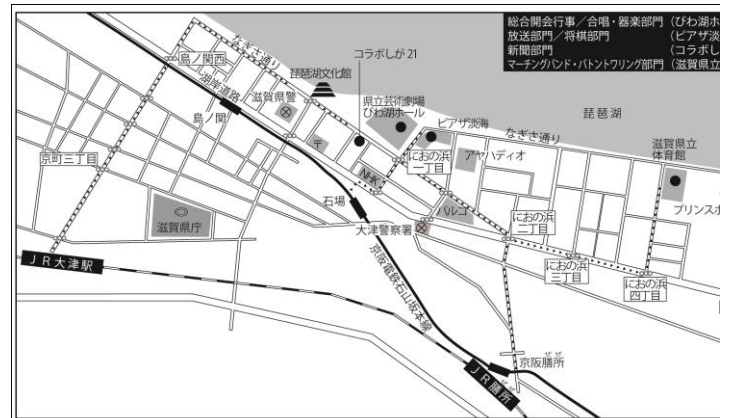 総合開会行事/合唱・器楽部門(びわ湖ホ
放送部門/将棋部門 (ピアザ淡
新聞部門 (コラボし
マーチングバンド・バトントワリング部門(滋賀県立
島ノ関西
なぎさ通り
コラボしが21
琵琶湖文化館
湖岸道路
滋賀県警
県立芸術劇場
びわ湖ホール
ピアザ淡海
なぎさ通り
琵琶湖
島ノ関
〒
におの浜
一丁目
アヤハディオ
滋賀県立
体育館
京町三丁目
NHK
石場
パルコ
プリンスホ
滋賀県庁
大津警察署
におの浜
二丁目
JR大津駅
京阪電鉄石山坂本線
におの浜
三丁目
におの浜
四丁目
京阪膳所
ぜぜ
JR膳所
ぜぜ